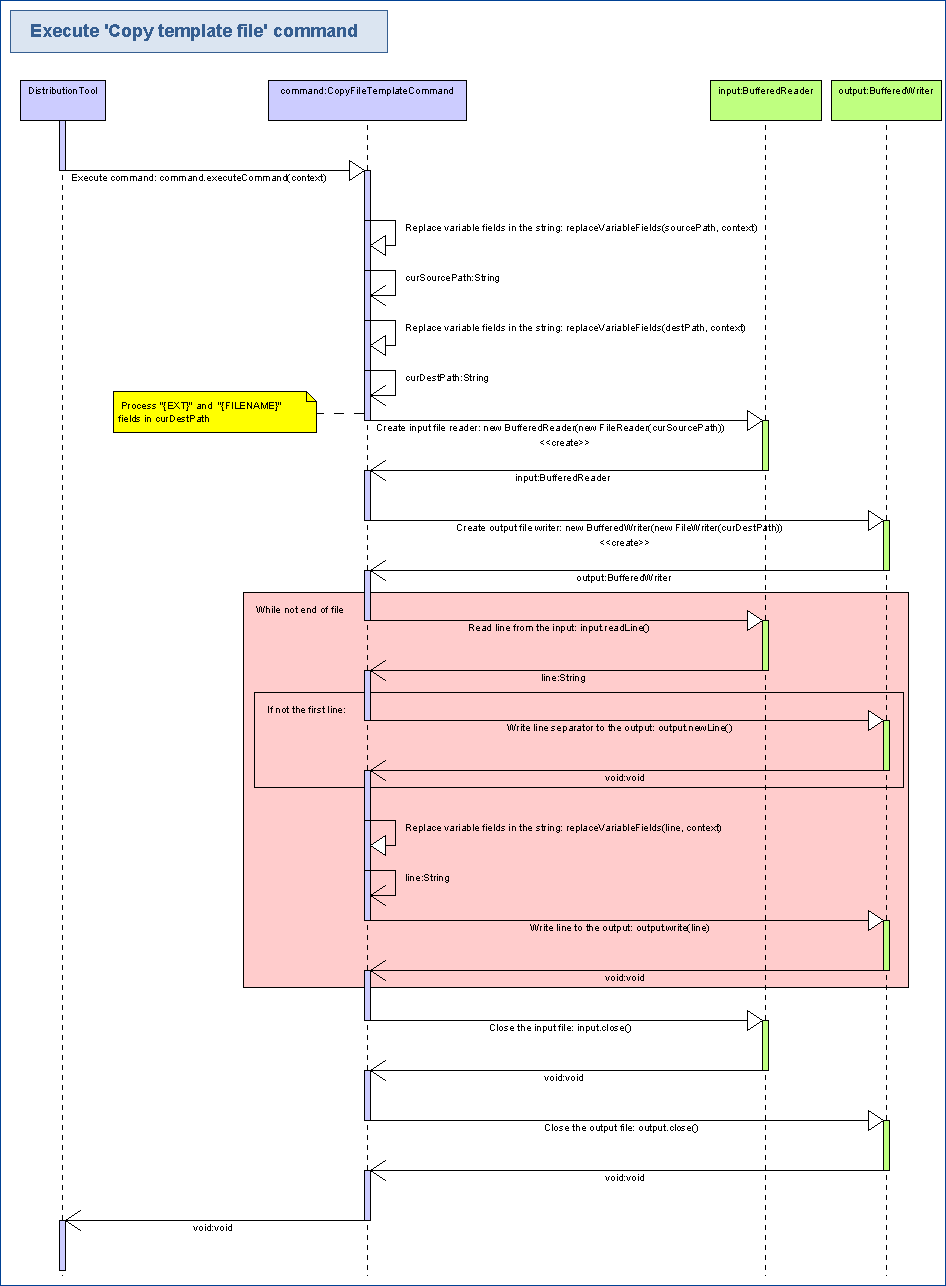 Execute 'Copy template file' command
DistributionTool
command:CopyFileTemplateCommand
input:BufferedReader
output:BufferedWriter
Execute command: command.executeCommand(context)
Replace variable fields in the string: replaceVariableFields(sourcePath, context)
curSourcePath:String
Replace variable fields in the string: replaceVariableFields(destPath, context)
curDestPath:String
Process "{EXT}" and "{FILENAME}"
fields in curDestPath
Create input file reader: new BufferedReader(new FileReader(curSourcePath))
<<create>>
input:BufferedReader
Create output file writer: new BufferedWriter(new FileWriter(curDestPath))
<<create>>
output:BufferedWriter
While not end of file
Read line from the input: input.readLine()
line:String
If not the first line:
Write line separator to the output: output.newLine()
void:void
Replace variable fields in the string: replaceVariableFields(line, context)
line:String
Write line to the output: output.write(line)
void:void
Close the input file: input.close()
void:void
Close the output file: output.close()
void:void
void:void